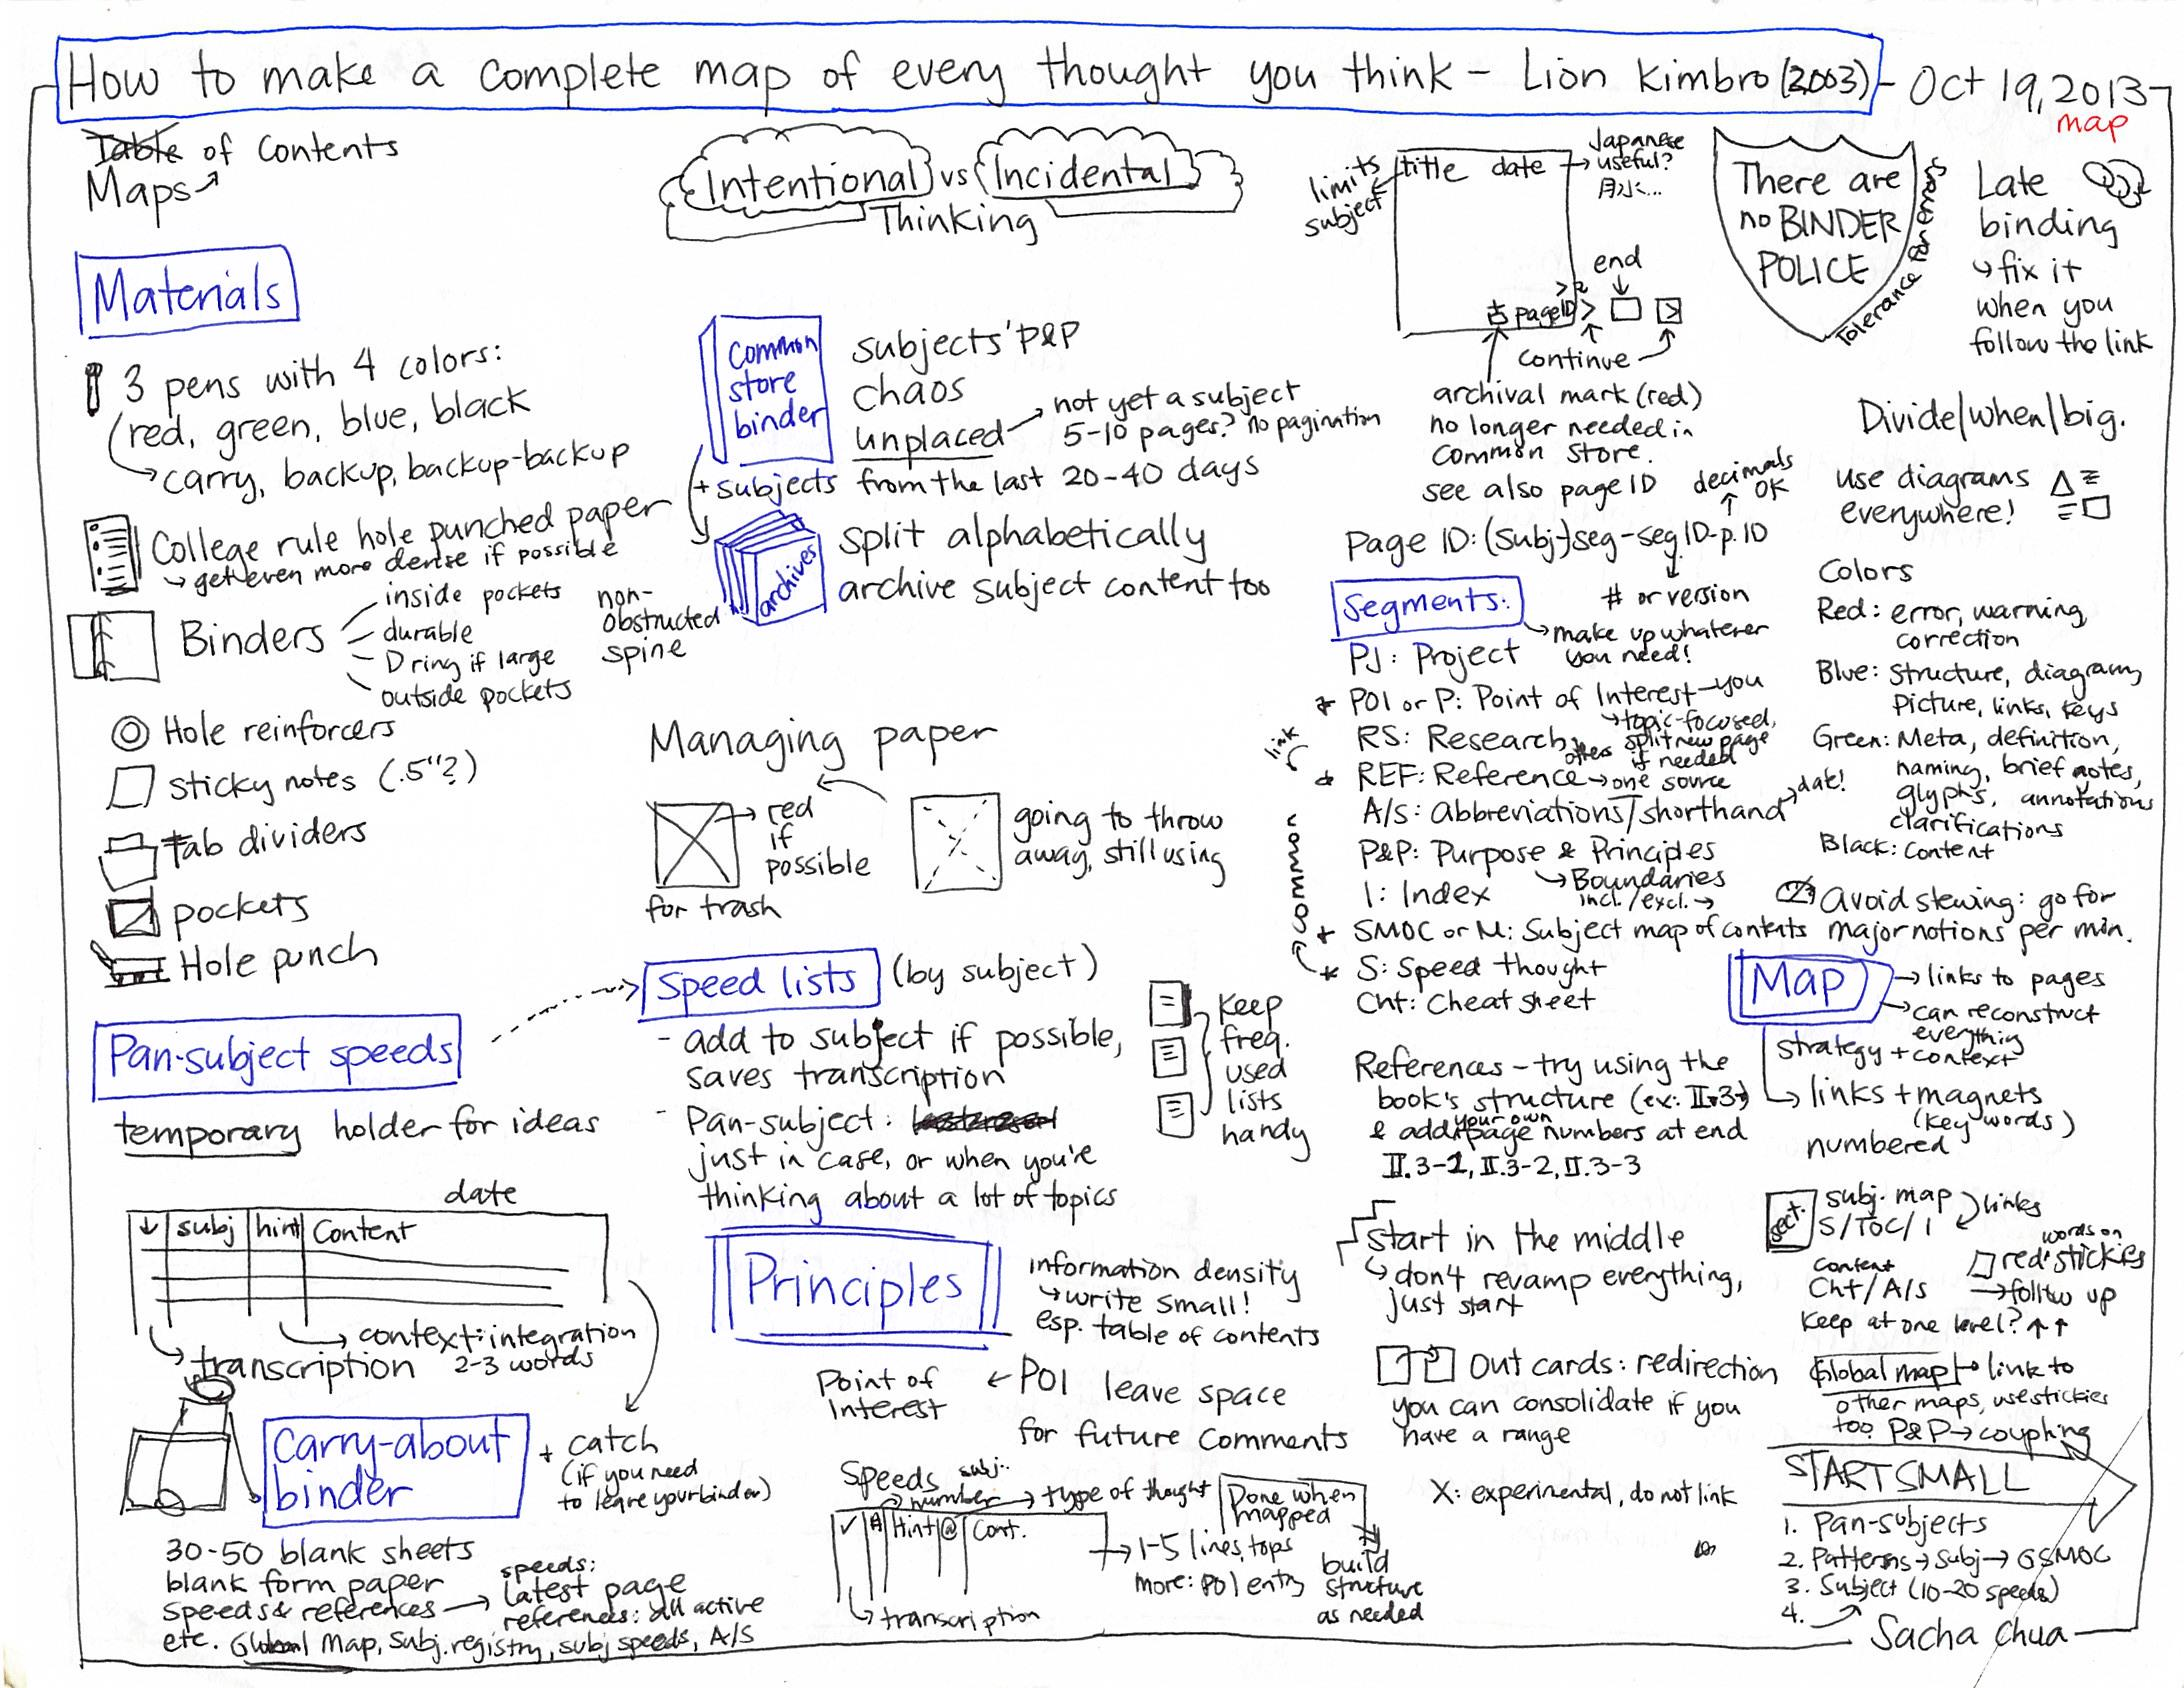 How to make a complete map of every thought you think - Lion Kimbro (2003) - Oct 19, 2013
map
Table of Contents
Maps
Intentional vs Incidental
Thinking
Materials
3 pens with 4 colors:
red, green, blue, black
carry, backup, backup-backup
College rule hole punched paper
get even more dense if possible
Binders
inside pockets
durable
D ring if large
outside pockets
non-
obstructed
spine
Hole reinforcers
sticky notes (.5"?)
Tab dividers
pockets
Hole punch
Pan-subject speeds
temporary holder for ideas
date
subj hint Content
context: integration
2-3 words
transcription
Carry-about
binder
+ catch
(if you need
to leave your binder)
30-50 blank sheets
blank form paper
speeds & references
speeds:
latest page
references: all active
etc. Global Map, Subj. registry, subj speeds, A/S
Common
store
binder
subjects' P&P
chaos
unplaced
not yet a subject
5-10 pages? no pagination
+ subjects from the last 20-40 days
archives
split alphabetically
archive subject content too
Managing paper
red
if
possible
for trash
going to throw
away, still using
Speed lists (by subject)
- add to subject if possible,
saves transcription
- Pan-subject:
just in case, or when you're
thinking about a lot of topics
Keep
freq.
used
lists
handy
Principles
information density
write small!
esp. table of contents
Point of
Interest
POI leave space
for future comments
Speeds
subj.
number
type of thought
# Hint @ Cont.
transcription
1-5 lines, tops
more: POI entry
Done when
mapped
build
structure
as needed
limits
subject
title date
Japanese
useful?
page ID
end
continue
archival mark (red)
no longer needed in
Common Store.
see also page ID
decimals
OK
Page ID: (Subj-)seg-seg ID-p. ID
# or version
Segments:
make up whatever
you need!
PJ: Project
* POI or P: Point of Interest-you
topic-focused,
split new page
if needed
RS: Research
others
link
* REF: Reference → one source
A/S: Abbreviations/shorthand
date!
P&P: Purpose & Principles
Boundaries
incl./excl. →
I: Index
common
* SMOC or M: Subject map of contents
* S: Speed thought
Cht: Cheat sheet
References - try using the
book's structure (ex: II.3)
& add your own page numbers at end
II.3-1, II.3-2, II.3-3
start in the middle
don't revamp everything,
just start
Out cards: redirection
you can consolidate if you
have a range
X: experimental, do not link
There are
no BINDER
POLICE
Tolerance for errors
Late
binding
fix it
when you
follow the link
Divide/when/big.
use diagrams
everywhere!
Colors
Red: error, warning,
correction
Blue: Structure, diagram,
Picture, links, keys
Green: Meta, definition,
naming, brief notes,
glyphs, annotations
clarifications
Black: Content
Avoid stewing: go for
major notions per min.
Map
links to pages
can reconstruct
everything
strategy + context
links + magnets
(key words)
numbered
sect.
subj. map
S/TOC/I
links
content
Cht/A/S
words on
red stickies
→ follow up
Keep at one level? ↑↑
Global map → link to
other maps, use stickies
too P&P → coupling
START SMALL
1. Pan-subjects
2. Patterns → Subj → GSMOC
3. Subject (10-20 speeds)
4.
Sacha Chua